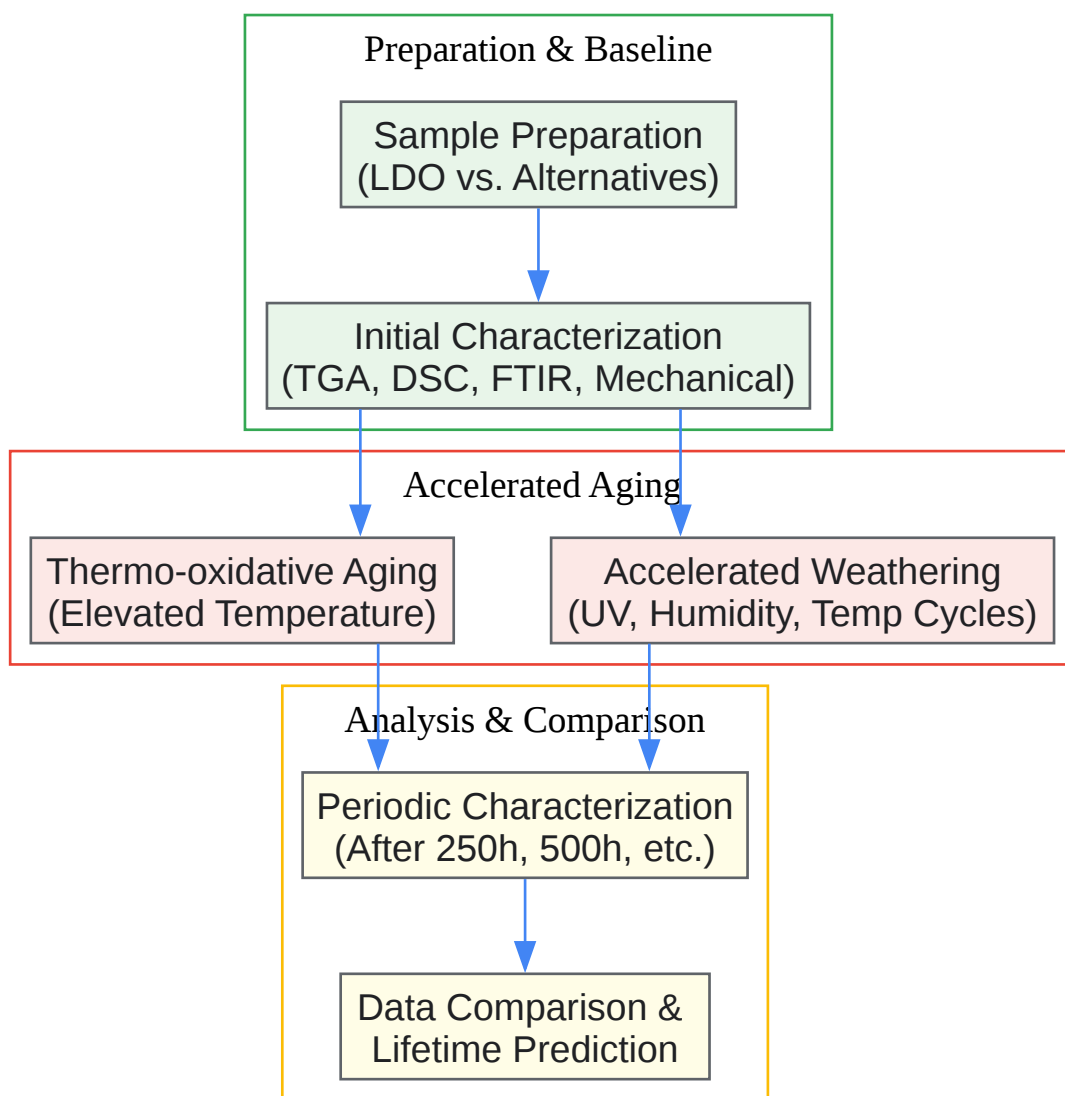 Preparation & Baseline
Sample Preparation
(LDO vs. Alternatives)
Initial Characterization
(TGA, DSC, FTIR, Mechanical)
Accelerated Aging
Thermo-oxidative Aging
(Elevated Temperature)
Accelerated Weathering
(UV, Humidity, Temp Cycles)
Analysis & Comparison
Periodic Characterization
(After 250h, 500h, etc.)
Data Comparison &
Lifetime Prediction